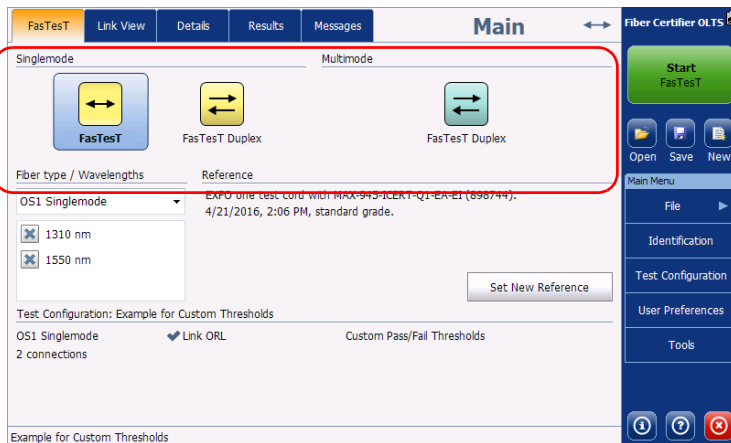 FasTesT
Link View
Details
Results
Messages
Main
Fiber Certifier OLTS
Singlemode
Multimode
FasTesT
FasTesT Duplex
FasTesT Duplex
Start
FasTesT
Open
Save
New
Main Menu
File
Identification
Test Configuration
User Preferences
Tools
Fiber type / Wavelengths
Reference
OS1 Singlemode
EXFO one test cord with MAX-945-ICERT-Q1-EA-EI (898744).
4/21/2016, 2:06 PM, standard grade.
1310 nm
1550 nm
Set New Reference
Test Configuration: Example for Custom Thresholds
OS1 Singlemode
Link ORL
Custom Pass/Fail Thresholds
2 connections
Example for Custom Thresholds